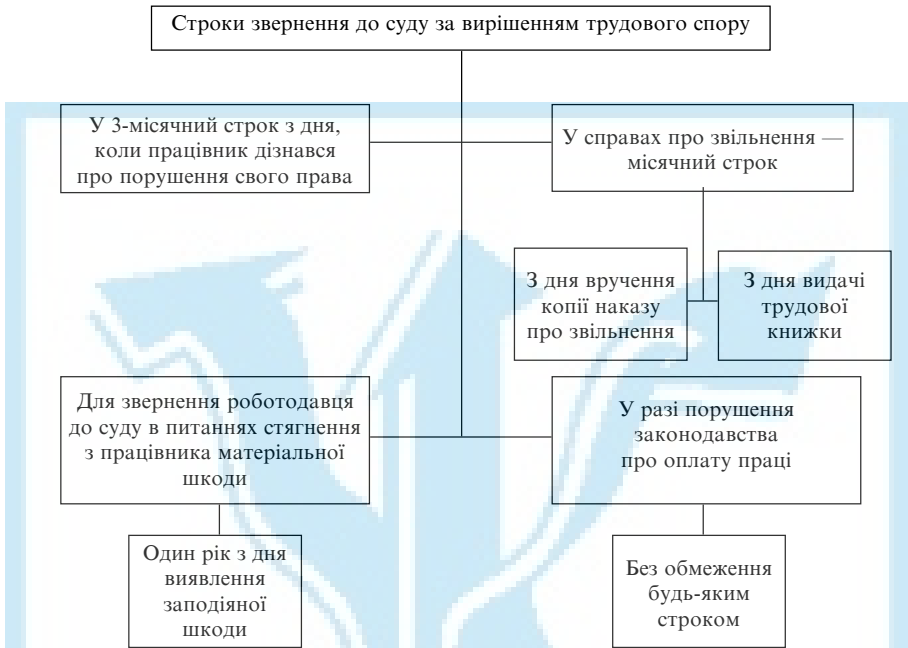 Строки звернення до суду за вирішенням трудового спору
У 3-місячний строк з дня,
коли працівник дізнався
про порушення свого права
У справах про звільнення —
місячний строк
З дня вручення
копії наказу
про звільнення
З дня видачі
трудової
книжки
Для звернення роботодавця
до суду в питаннях стягнення
з працівника матеріальної
шкоди
У разі порушення
законодавства
про оплату праці
Один рік з дня
виявлення
заподіяної
шкоди
Без обмеження
будь-яким
строком